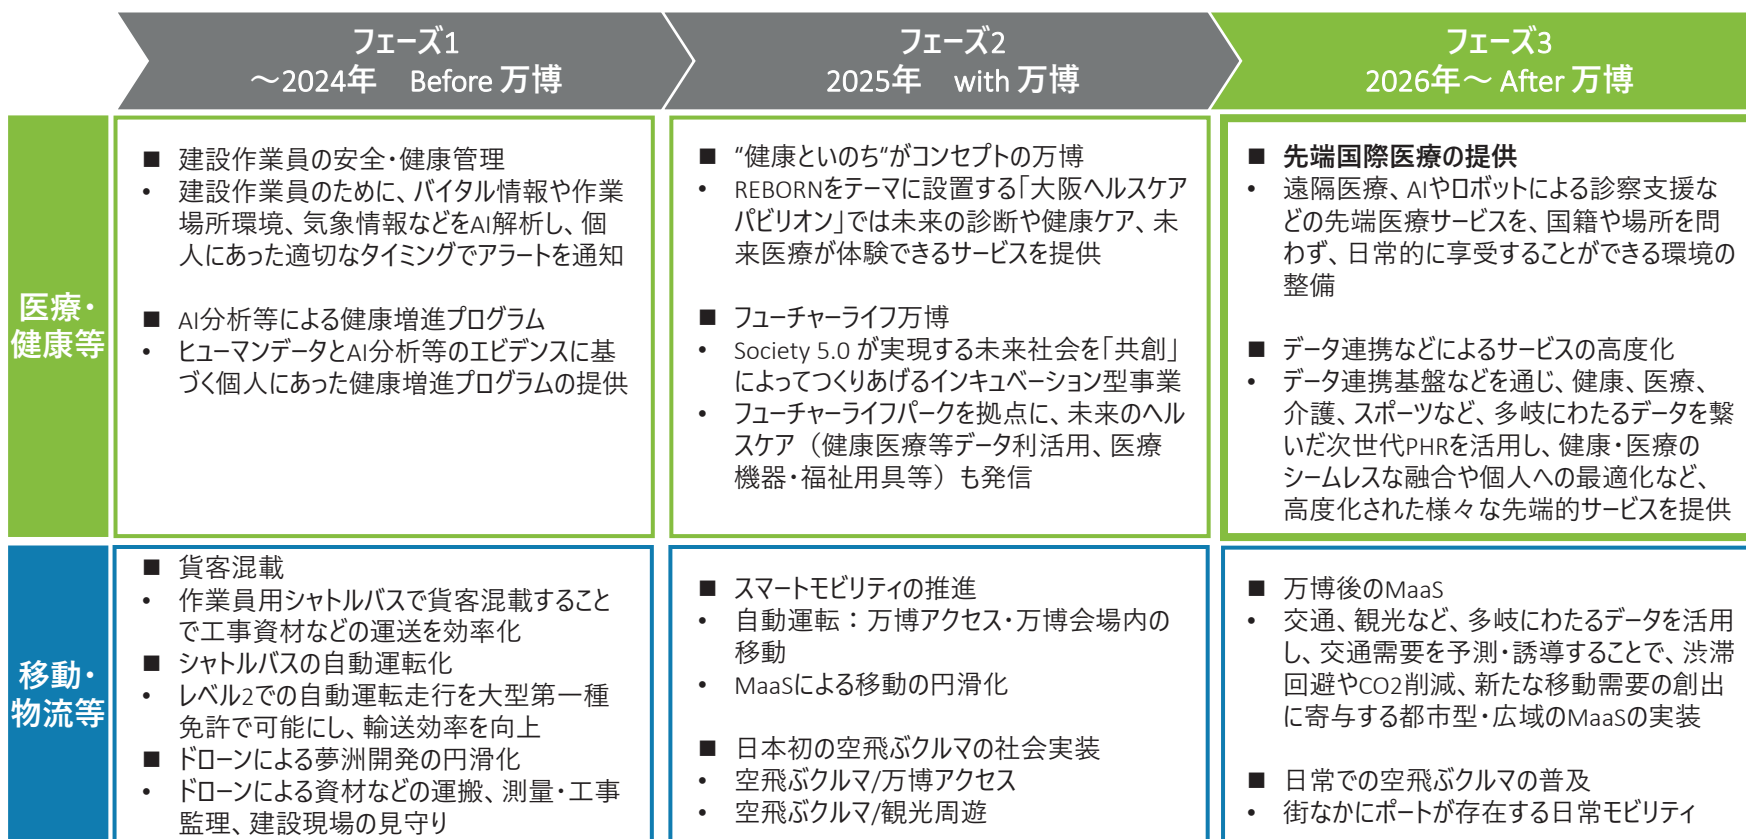 フェーズ1
～2024年　Before 万博
フェーズ2
2025年　with 万博
フェーズ3
2026年～ After 万博
医療・
健康等
■ 建設作業員の安全・健康管理
• 建設作業員のために、バイタル情報や作業
場所環境、気象情報などをAI解析し、個
人にあった適切なタイミングでアラートを通知
■ AI分析等による健康増進プログラム
• ヒューマンデータとAI分析等のエビデンスに基
づく個人にあった健康増進プログラムの提供
■ “健康といのち“がコンセプトの万博
• REBORNをテーマに設置する「大阪ヘルスケア
パビリオン」では未来の診断や健康ケア、未
来医療が体験できるサービスを提供
■ フューチャーライフ万博
• Society 5.0 が実現する未来社会を「共創」
によってつくりあげるインキュベーション型事業
• フューチャーライフパークを拠点に、未来のヘル
スケア（健康医療等データ利活用、医療
機器・福祉用具等）も発信
■ 先端国際医療の提供
• 遠隔医療、AIやロボットによる診察支援な
どの先端医療サービスを、国籍や場所を問
わず、日常的に享受することができる環境の
整備
■ データ連携などによるサービスの高度化
• データ連携基盤などを通じ、健康、医療、
介護、スポーツなど、多岐にわたるデータを繋
いだ次世代PHRを活用し、健康・医療の
シームレスな融合や個人への最適化など、
高度化された様々な先端的サービスを提供
移動・
物流等
■ 貨客混載
• 作業員用シャトルバスで貨客混載すること
で工事資材などの運送を効率化
■ シャトルバスの自動運転化
• レベル2での自動運転走行を大型第一種
免許で可能にし、輸送効率を向上
■ ドローンによる夢洲開発の円滑化
• ドローンによる資材などの運搬、測量・工事
監理、建設現場の見守り
■ スマートモビリティの推進
• 自動運転：万博アクセス・万博会場内の
移動
• MaaSによる移動の円滑化
■ 日本初の空飛ぶクルマの社会実装
• 空飛ぶクルマ/万博アクセス
• 空飛ぶクルマ/観光周遊
■ 万博後のMaaS
• 交通、観光など、多岐にわたるデータを活用
し、交通需要を予測・誘導することで、渋滞
回避やCO2削減、新たな移動需要の創出
に寄与する都市型・広域のMaaSの実装
■ 日常での空飛ぶクルマの普及
• 街なかにポートが存在する日常モビリティ